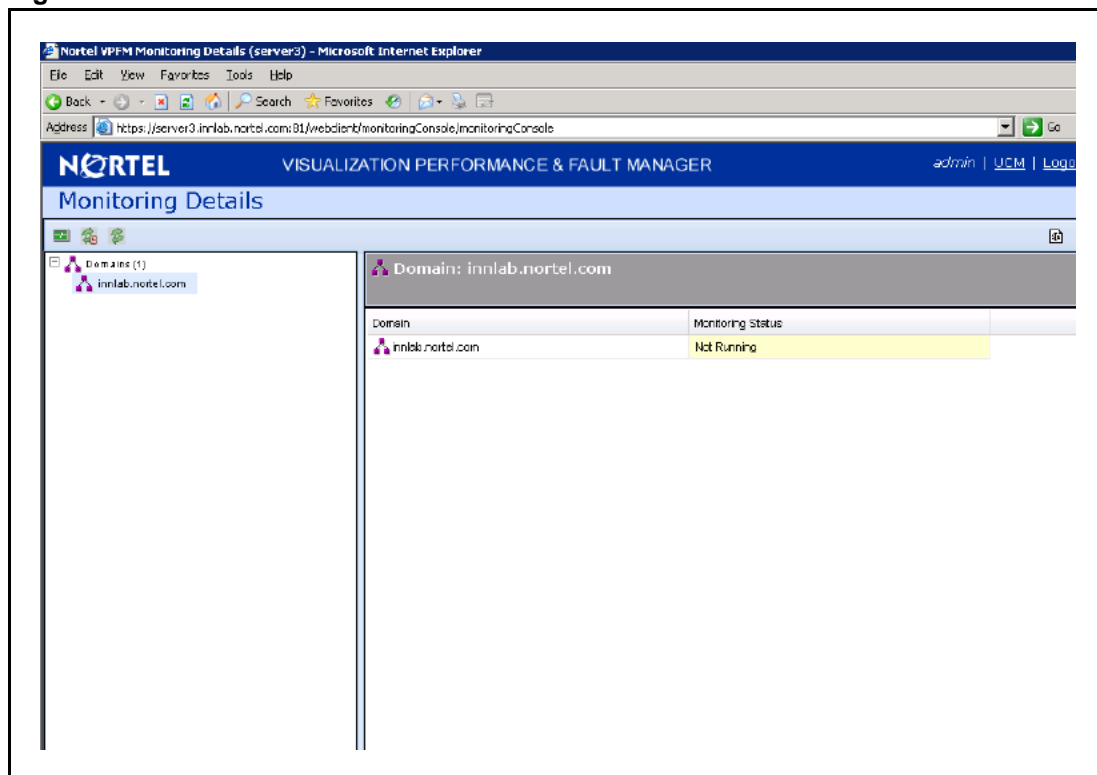 Nortel VPFM Monitoring Details (server3) - Microsoft Internet Explorer
File Edit View Favorites Tools Help
Back Search Favorites
Address https://server3.innlab.nortel.com:81/webclient/monitoringConsole/monitoringConsole Go
NORTEL VISUALIZATION PERFORMANCE & FAULT MANAGER admin | UCM | Logo
Monitoring Details
Domains (1)
innlab.nortel.com
Domain: innlab.nortel.com
Domain Monitoring Status
innlab.nortel.com Not Running